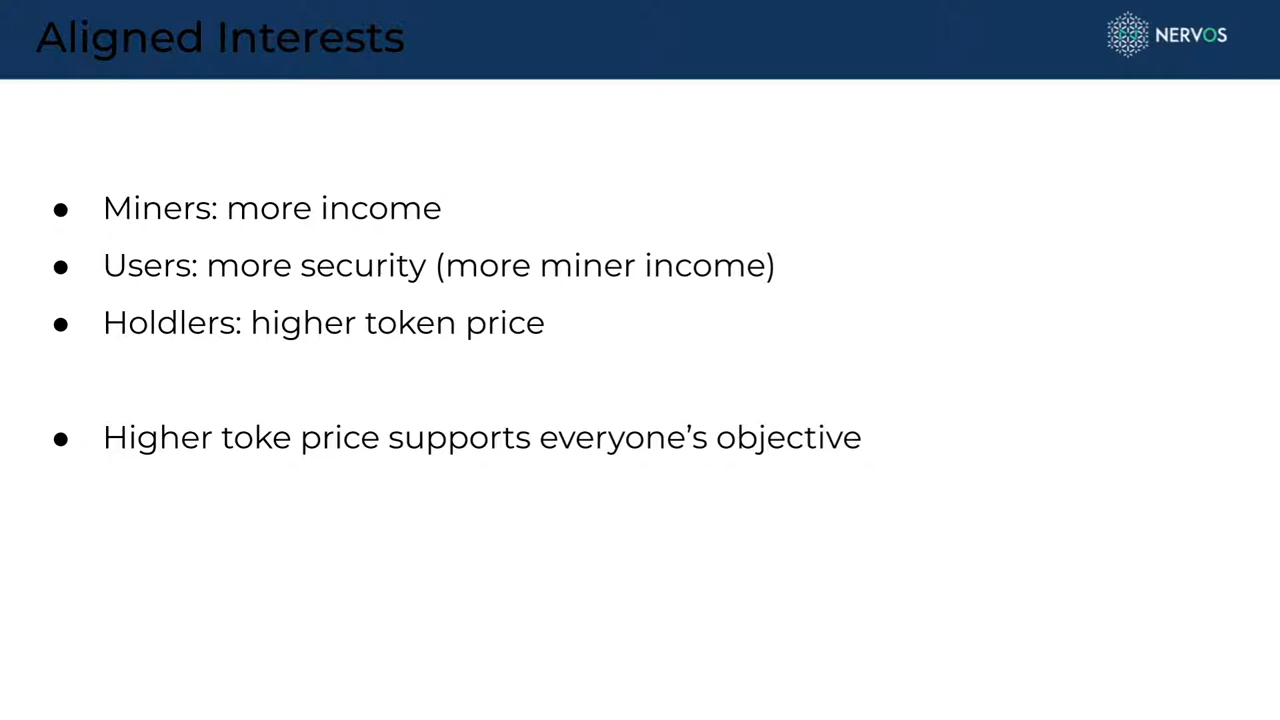 Aligned Interests
NERVOS
● Miners: more income
● Users: more security (more miner income)
● Holdlers: higher token price
● Higher toke price supports everyone’s objective